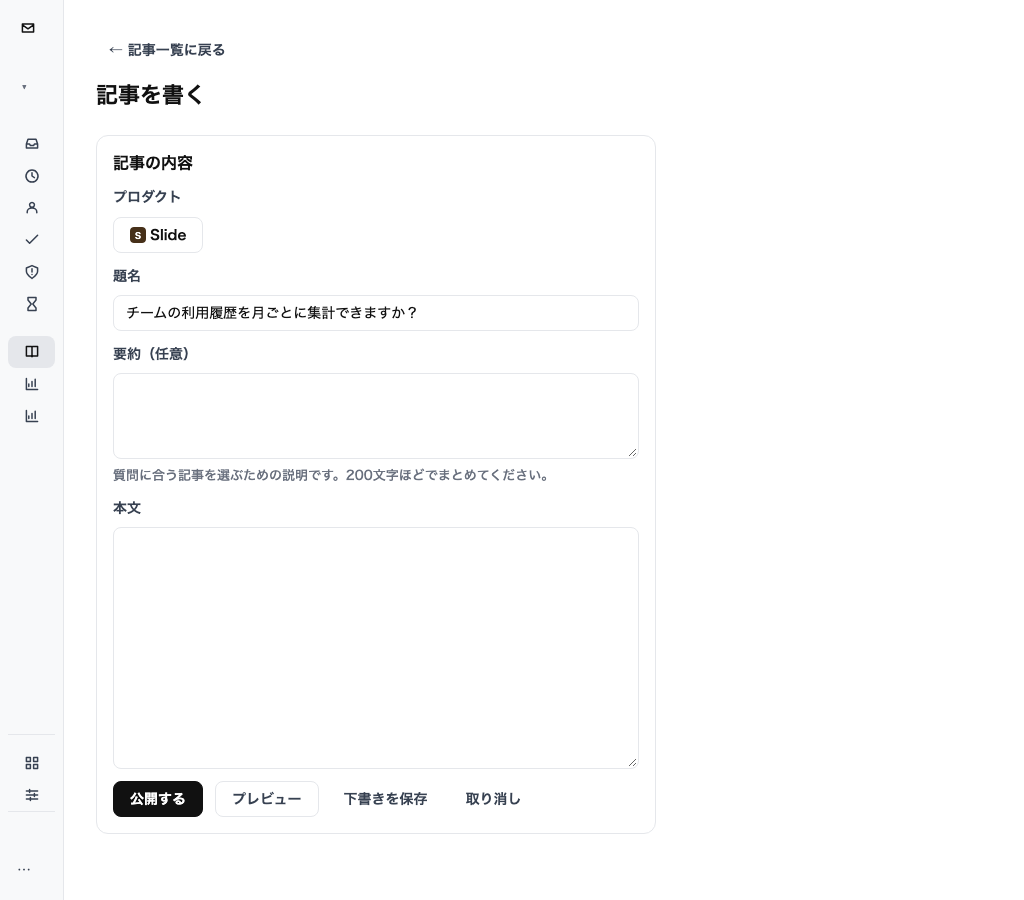 ← 記事一覧に戻る
記事を書く
記事の内容
プロダクト
S Slide
題名
チームの利用履歴を月ごとに集計できますか？
要約（任意）
質問に合う記事を選ぶための説明です。200文字ほどでまとめてください。
本文
公開する
プレビュー
下書きを保存
取り消し